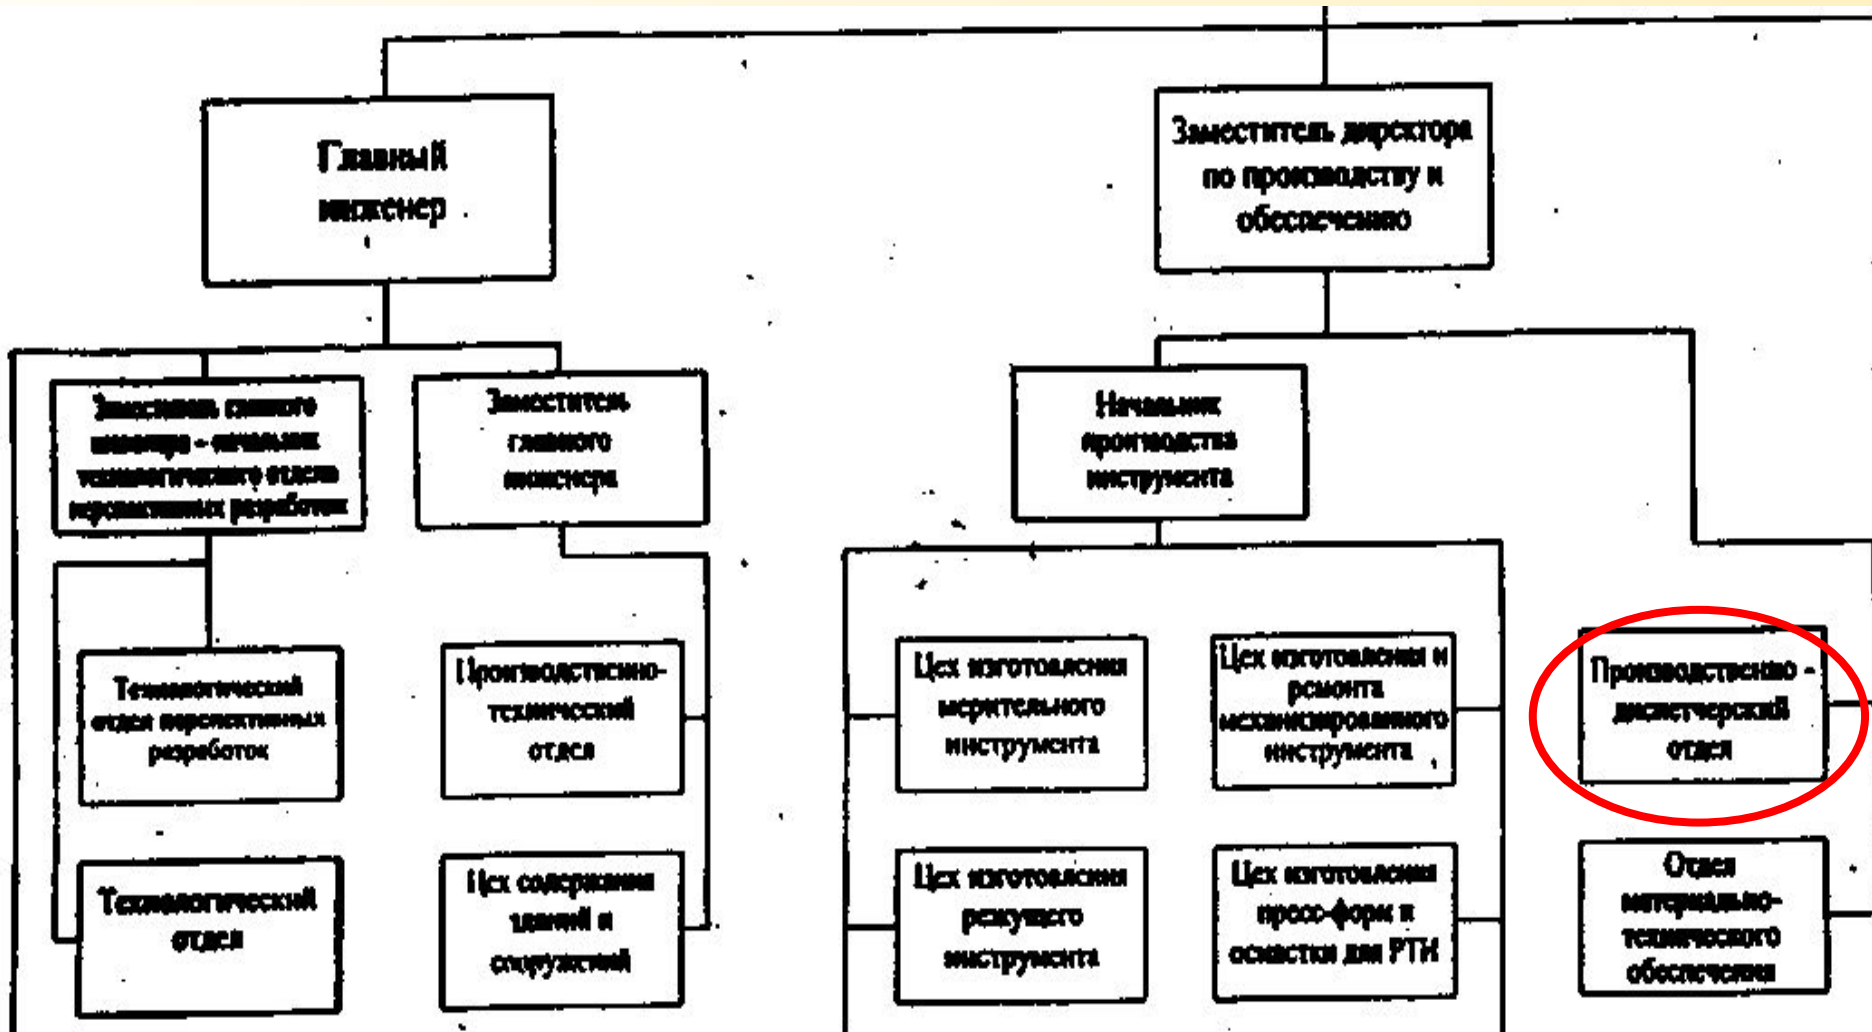 Главный
инженер
Заместитель директора
по производству и
обеспечению
Заместитель главного
инженера - начальник
технологического отдела
перспективных разработок
Заместитель
главного
инженера
Начальник
производства
инструмента
Технологический
отдел перспективных
разработок
Производственно-
технический
отдел
Цех изготовления
мерительного
инструмента
Цех изготовления и
ремонта
механизированного
инструмента
Производственно -
диспетчерский
отдел
Технологический
отдел
Цех содержания
зданий и
сооружений
Цех изготовления
режущего
инструмента
Цех изготовления
пресс-форм и
оснастки для РТИ
Отдел
материально-
технического
обеспечения